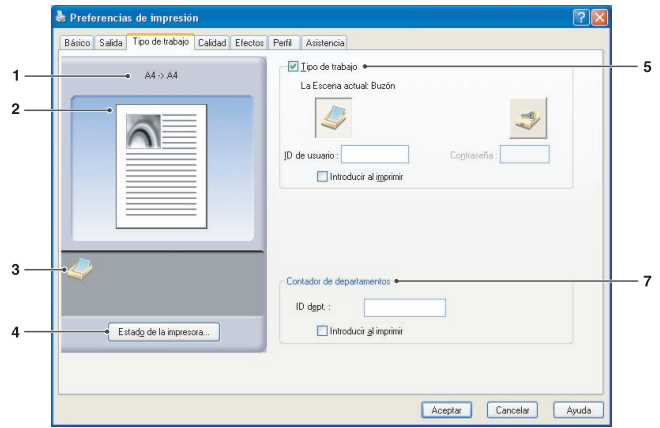 Preferencias de impresión
Básico Salida Tipo de trabajo Calidad Efectos Perfil Asistencia
1
A4 -> A4
2
3
4
Estado de la impresora...
Tipo de trabajo
5
La Escena actual: Buzón
ID de usuario :
Contraseña :
Introducir al imprimir
Contador de departamentos
7
ID dept. :
Introducir al imprimir
Aceptar Cancelar Ayuda